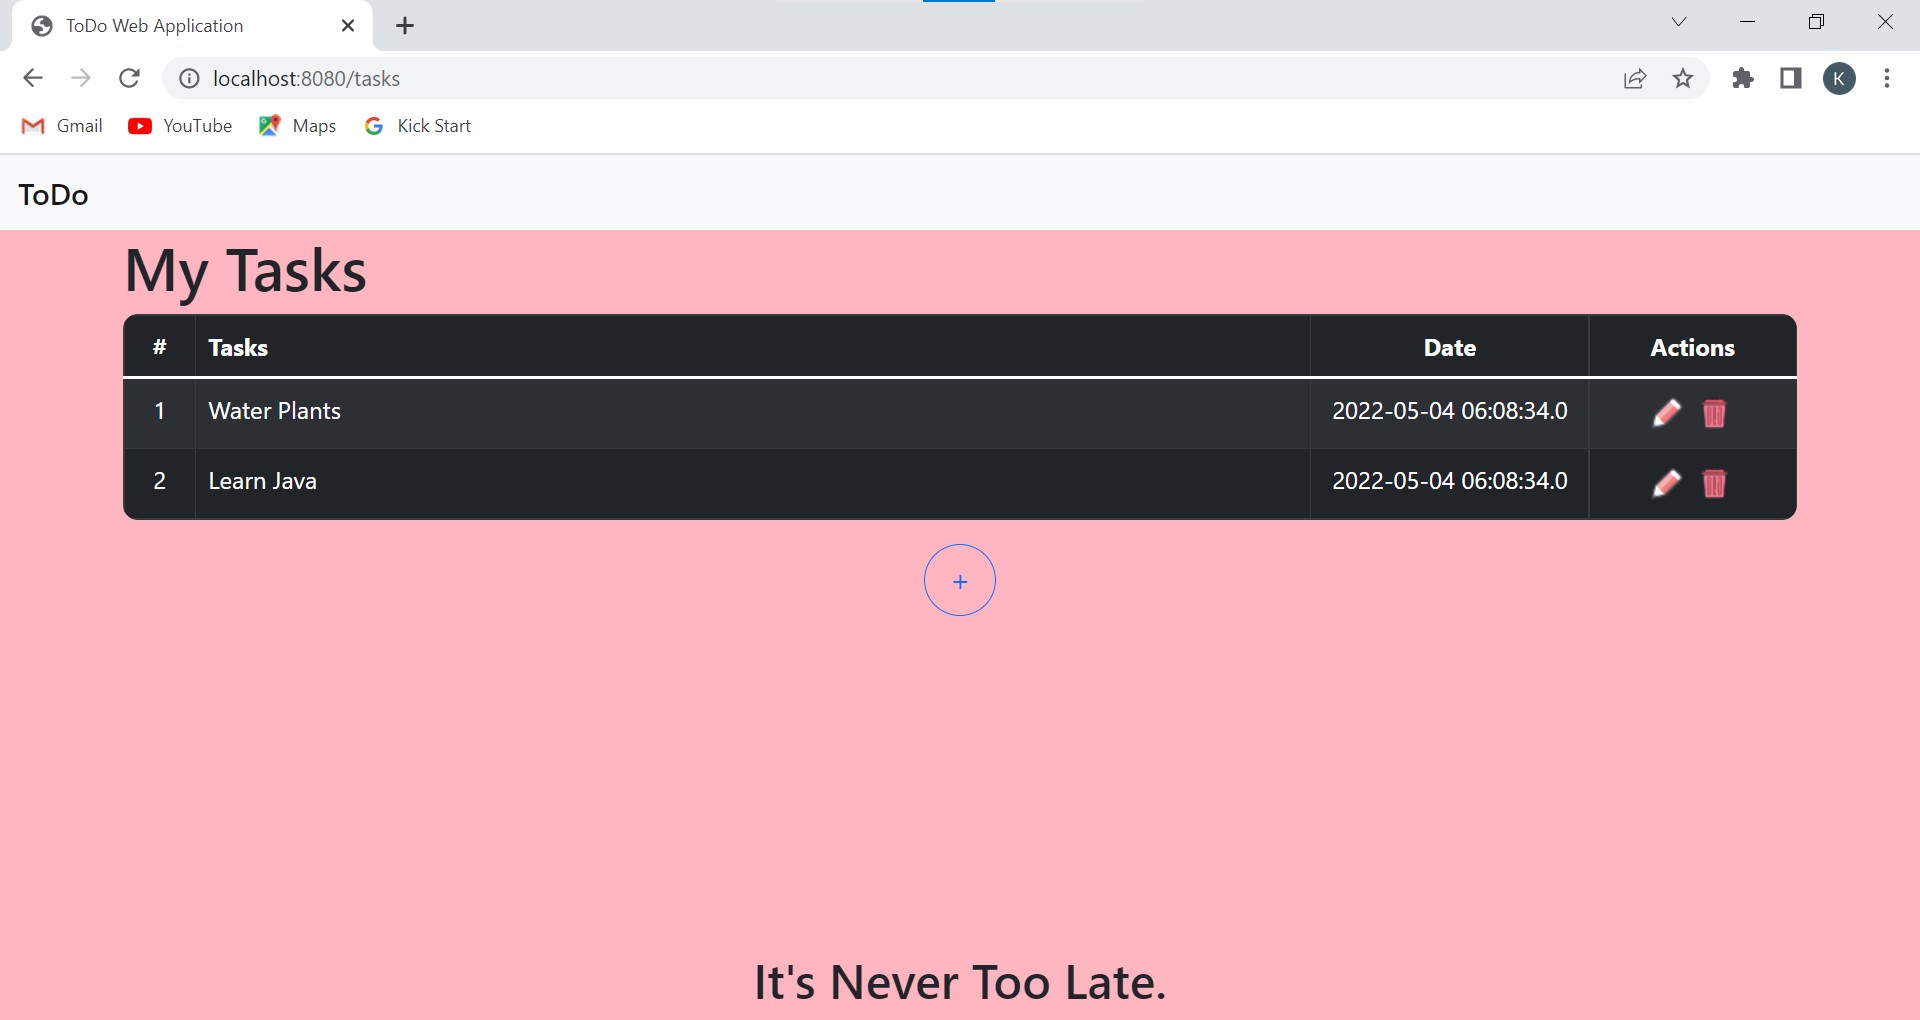 ToDo Web Application
localhost:8080/tasks
K
Gmail YouTube Maps Kick Start
ToDo
My Tasks
# Tasks Date Actions
1 Water Plants 2022-05-04 06:08:34.0
2 Learn Java 2022-05-04 06:08:34.0
+
It's Never Too Late.